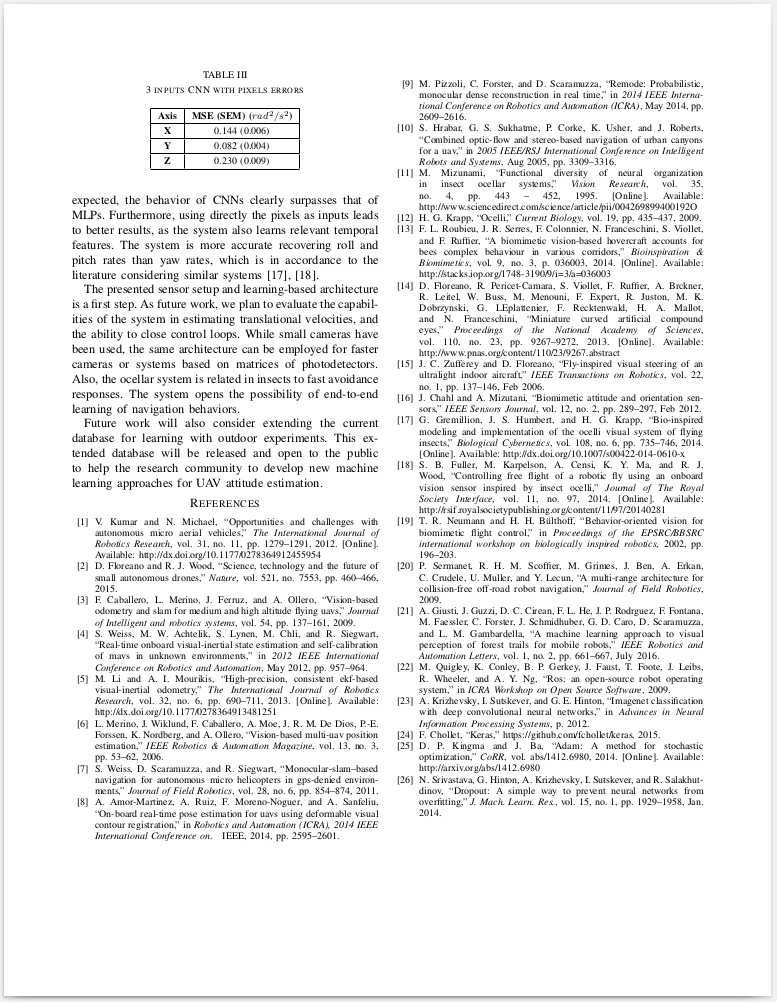 TABLE III
3 INPUTS CNN WITH PIXELS ERRORS
Axis MSE (SEM) (rad²/s²)
X 0.144 (0.006)
Y 0.082 (0.004)
Z 0.230 (0.009)
expected, the behavior of CNNs clearly surpasses that of
MLPs. Furthermore, using directly the pixels as inputs leads
to better results, as the system also learns relevant temporal
features. The system is more accurate recovering roll and
pitch rates than yaw rates, which is in accordance to the
literature considering similar systems [17], [18].
The presented sensor setup and learning-based architecture
is a first step. As future work, we plan to evaluate the capabil-
ities of the system in estimating translational velocities, and
the ability to close control loops. While small cameras have
been used, the same architecture can be employed for faster
cameras or systems based on matrices of photodetectors.
Also, the ocellar system is related in insects to fast avoidance
responses. The system opens the possibility of end-to-end
learning of navigation behaviors.
Future work will also consider extending the current
database for learning with outdoor experiments. This ex-
tended database will be released and open to the public
to help the research community to develop new machine
learning approaches for UAV attitude estimation.
REFERENCES
[1] V. Kumar and N. Michael, “Opportunities and challenges with
autonomous micro aerial vehicles,” The International Journal of
Robotics Research, vol. 31, no. 11, pp. 1279–1291, 2012. [Online].
Available: http://dx.doi.org/10.1177/0278364912455954
[2] D. Floreano and R. J. Wood, “Science, technology and the future of
small autonomous drones,” Nature, vol. 521, no. 7553, pp. 460–466,
2015.
[3] F. Caballero, L. Merino, J. Ferruz, and A. Ollero, “Vision-based
odometry and slam for medium and high altitude flying uavs,” Journal
of Intelligent and robotics systems, vol. 54, pp. 137–161, 2009.
[4] S. Weiss, M. W. Achtelik, S. Lynen, M. Chli, and R. Siegwart,
“Real-time onboard visual-inertial state estimation and self-calibration
of mavs in unknown environments,” in 2012 IEEE International
Conference on Robotics and Automation, May 2012, pp. 957–964.
[5] M. Li and A. I. Mourikis, “High-precision, consistent ekf-based
visual-inertial odometry,” The International Journal of Robotics
Research, vol. 32, no. 6, pp. 690–711, 2013. [Online]. Available:
http://dx.doi.org/10.1177/0278364913481251
[6] L. Merino, J. Wiklund, F. Caballero, A. Moe, J. R. M. De Dios, P.-E.
Forssen, K. Nordberg, and A. Ollero, “Vision-based multi-uav position
estimation,” IEEE Robotics & Automation Magazine, vol. 13, no. 3,
pp. 53–62, 2006.
[7] S. Weiss, D. Scaramuzza, and R. Siegwart, “Monocular-slam–based
navigation for autonomous micro helicopters in gps-denied environ-
ments,” Journal of Field Robotics, vol. 28, no. 6, pp. 854–874, 2011.
[8] A. Amor-Martinez, A. Ruiz, F. Moreno-Noguer, and A. Sanfeliu,
“On-board real-time pose estimation for uavs using deformable visual
contour registration,” in Robotics and Automation (ICRA), 2014 IEEE
International Conference on. IEEE, 2014, pp. 2595–2601.
[9] M. Pizzoli, C. Forster, and D. Scaramuzza, “Remode: Probabilistic,
monocular dense reconstruction in real time,” in 2014 IEEE Interna-
tional Conference on Robotics and Automation (ICRA), May 2014, pp.
2609–2616.
[10] S. Hrabar, G. S. Sukhatme, P. Corke, K. Usher, and J. Roberts,
“Combined optic-flow and stereo-based navigation of urban canyons
for a uav,” in 2005 IEEE/RSJ International Conference on Intelligent
Robots and Systems, Aug 2005, pp. 3309–3316.
[11] M. Mizunami, “Functional diversity of neural organization
in insect ocellar systems,” Vision Research, vol. 35,
no. 4, pp. 443 – 452, 1995. [Online]. Available:
http://www.sciencedirect.com/science/article/pii/004269899400192O
[12] H. G. Krapp, “Ocelli,” Current Biology, vol. 19, pp. 435–437, 2009.
[13] F. L. Roubieu, J. R. Serres, F. Colonnier, N. Franceschini, S. Viollet,
and F. Ruffier, “A biomimetic vision-based hovercraft accounts for
bees complex behaviour in various corridors,” Bioinspiration &
Biomimetics, vol. 9, no. 3, p. 036003, 2014. [Online]. Available:
http://stacks.iop.org/1748-3190/9/i=3/a=036003
[14] D. Floreano, R. Pericet-Camara, S. Viollet, F. Ruffier, A. Brckner,
R. Leitel, W. Buss, M. Menouni, F. Expert, R. Juston, M. K.
Dobrzynski, G. LEplattenier, F. Recktenwald, H. A. Mallot,
and N. Franceschini, “Miniature curved artificial compound
eyes,” Proceedings of the National Academy of Sciences,
vol. 110, no. 23, pp. 9267–9272, 2013. [Online]. Available:
http://www.pnas.org/content/110/23/9267.abstract
[15] J. C. Zufferey and D. Floreano, “Fly-inspired visual steering of an
ultralight indoor aircraft,” IEEE Transactions on Robotics, vol. 22,
no. 1, pp. 137–146, Feb 2006.
[16] J. Chahl and A. Mizutani, “Biomimetic attitude and orientation sen-
sors,” IEEE Sensors Journal, vol. 12, no. 2, pp. 289–297, Feb 2012.
[17] G. Gremillion, J. S. Humbert, and H. G. Krapp, “Bio-inspired
modeling and implementation of the ocelli visual system of flying
insects,” Biological Cybernetics, vol. 108, no. 6, pp. 735–746, 2014.
[Online]. Available: http://dx.doi.org/10.1007/s00422-014-0610-x
[18] S. B. Fuller, M. Karpelson, A. Censi, K. Y. Ma, and R. J.
Wood, “Controlling free flight of a robotic fly using an onboard
vision sensor inspired by insect ocelli,” Journal of The Royal
Society Interface, vol. 11, no. 97, 2014. [Online]. Available:
http://rsif.royalsocietypublishing.org/content/11/97/20140281
[19] T. R. Neumann and H. H. Bülthoff, “Behavior-oriented vision for
biomimetic flight control,” in Proceedings of the EPSRC/BBSRC
international workshop on biologically inspired robotics, 2002, pp.
196–203.
[20] P. Sermanet, R. H. M. Scoffier, M. Grimes, J. Ben, A. Erkan,
C. Crudele, U. Muller, and Y. Lecun, “A multi-range architecture for
collision-free off-road robot navigation,” Journal of Field Robotics,
2009.
[21] A. Giusti, J. Guzzi, D. C. Cirean, F. L. He, J. P. Rodrguez, F. Fontana,
M. Faessler, C. Forster, J. Schmidhuber, G. D. Caro, D. Scaramuzza,
and L. M. Gambardella, “A machine learning approach to visual
perception of forest trails for mobile robots,” IEEE Robotics and
Automation Letters, vol. 1, no. 2, pp. 661–667, July 2016.
[22] M. Quigley, K. Conley, B. P. Gerkey, J. Faust, T. Foote, J. Leibs,
R. Wheeler, and A. Y. Ng, “Ros: an open-source robot operating
system,” in ICRA Workshop on Open Source Software, 2009.
[23] A. Krizhevsky, I. Sutskever, and G. E. Hinton, “Imagenet classification
with deep convolutional neural networks,” in Advances in Neural
Information Processing Systems, p. 2012.
[24] F. Chollet, “Keras,” https://github.com/fchollet/keras, 2015.
[25] D. P. Kingma and J. Ba, “Adam: A method for stochastic
optimization,” CoRR, vol. abs/1412.6980, 2014. [Online]. Available:
http://arxiv.org/abs/1412.6980
[26] N. Srivastava, G. Hinton, A. Krizhevsky, I. Sutskever, and R. Salakhut-
dinov, “Dropout: A simple way to prevent neural networks from
overfitting,” J. Mach. Learn. Res., vol. 15, no. 1, pp. 1929–1958, Jan.
2014.